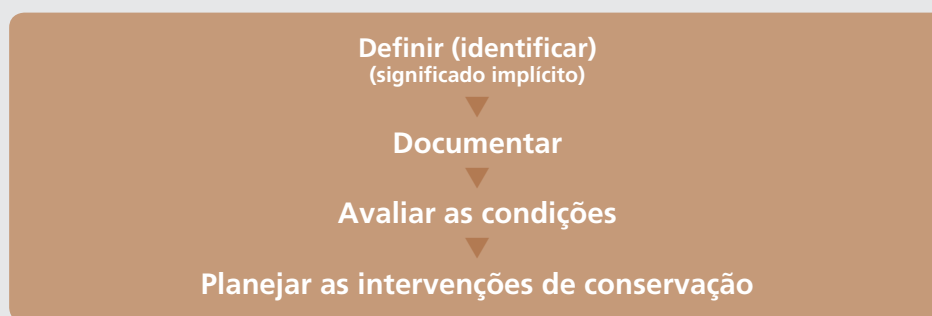 Definir (identificar)
(significado implícito)
Documentar
Avaliar as condições
Planejar as intervenções de conservação